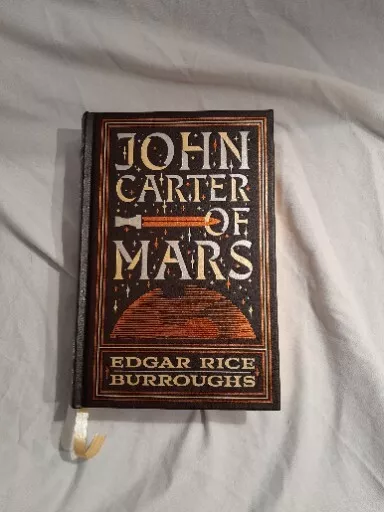 JOHN
CARTER
OF
MARS
EDGAR RICE
BURROUGHS